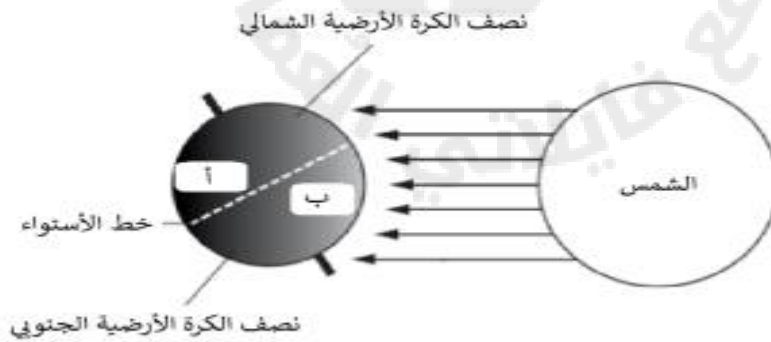 نصف الكرة الأرضية الشمالي
الشمس
أ
ب
خط الأستواء
نصف الكرة الأرضية الجنوبي